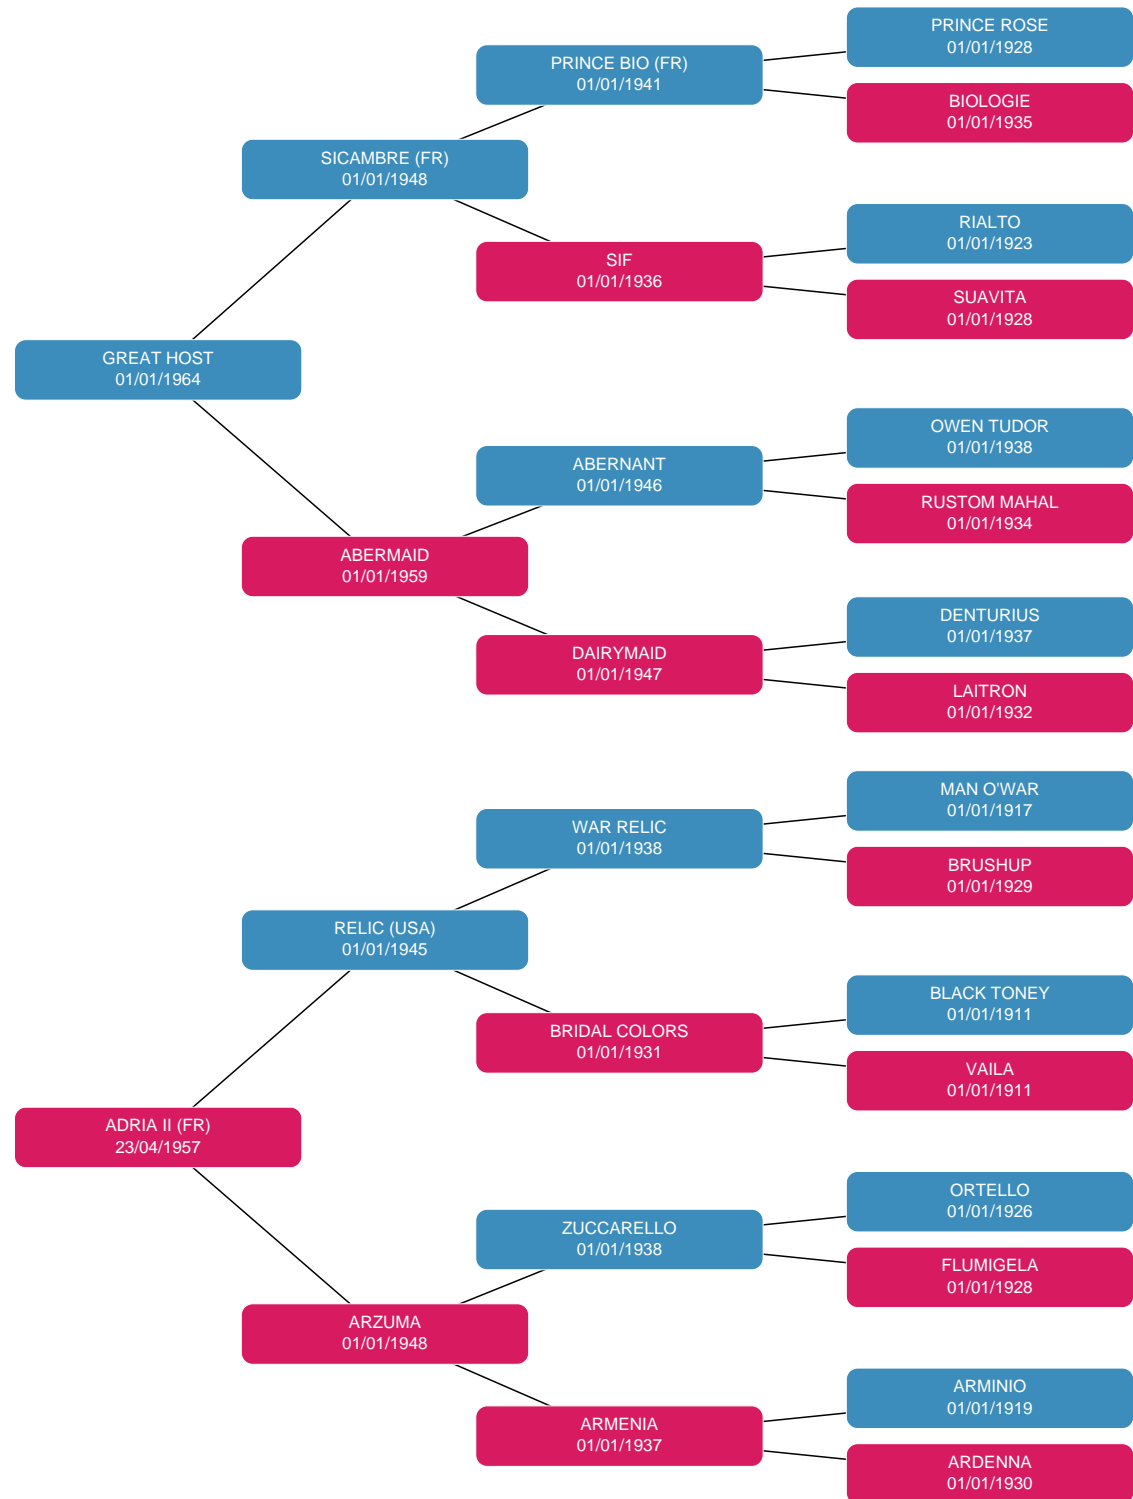 PRINCE ROSE
01/01/1928
PRINCE BIO (FR)
01/01/1941
BIOLOGIE
01/01/1935
SICAMBRE (FR)
01/01/1948
RIALTO
01/01/1923
SIF
01/01/1936
SUAVITA
01/01/1928
GREAT HOST
01/01/1964
OWEN TUDOR
01/01/1938
ABERNANT
01/01/1946
RUSTOM MAHAL
01/01/1934
ABERMAID
01/01/1959
DENTURIUS
01/01/1937
DAIRYMAID
01/01/1947
LAITRON
01/01/1932
MAN O'WAR
01/01/1917
WAR RELIC
01/01/1938
BRUSHUP
01/01/1929
RELIC (USA)
01/01/1945
BLACK TONEY
01/01/1911
BRIDAL COLORS
01/01/1931
VAILA
01/01/1911
ADRIA II (FR)
23/04/1957
ORTELLO
01/01/1926
ZUCCARELLO
01/01/1938
FLUMIGELA
01/01/1928
ARZUMA
01/01/1948
ARMINIO
01/01/1919
ARMENIA
01/01/1937
ARDENNA
01/01/1930